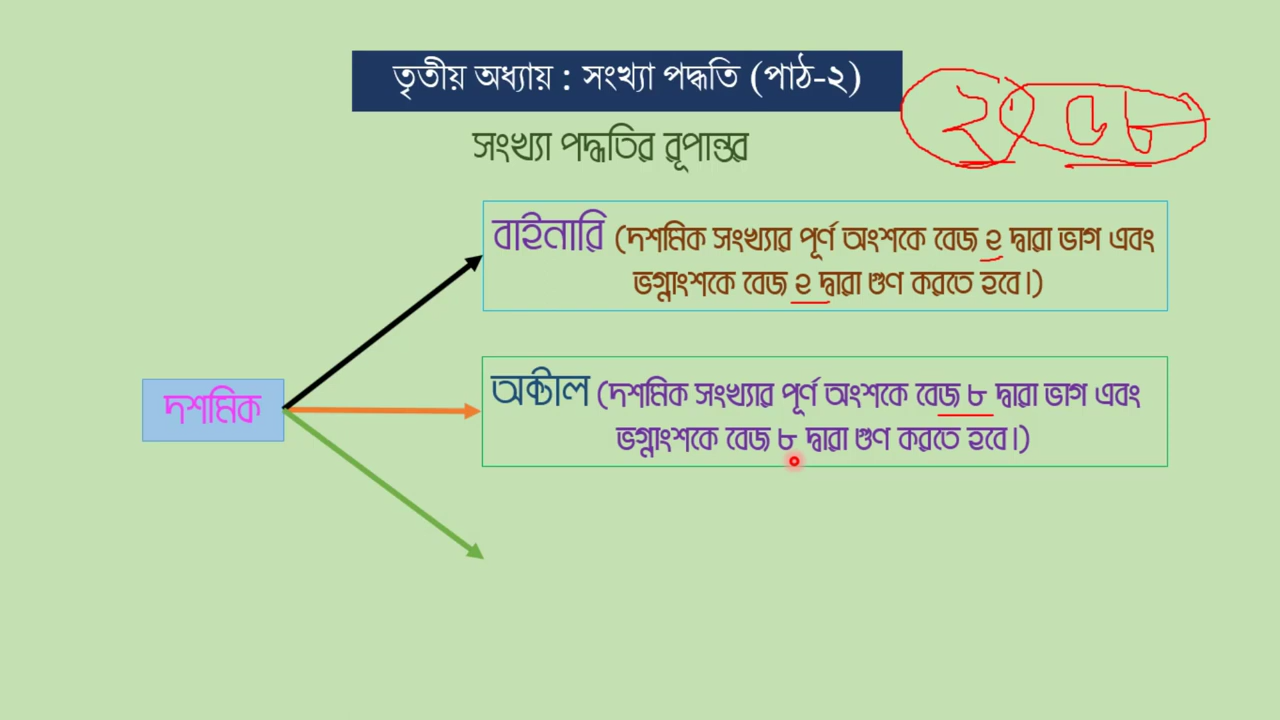 তৃতীয় অধ্যায় : সংখ্যা পদ্ধতি (পাঠ-২)
সংখ্যা পদ্ধতির রূপান্তর
বাইনারি (দশমিক সংখ্যার পূর্ণ অংশকে বেজ ২ দ্বারা ভাগ এবং
ভগ্নাংশকে বেজ ২ দ্বারা গুণ করতে হবে।)
দশমিক
অক্টাল (দশমিক সংখ্যার পূর্ণ অংশকে বেজ ৮ দ্বারা ভাগ এবং
ভগ্নাংশকে বেজ ৮ দ্বারা গুণ করতে হবে।)